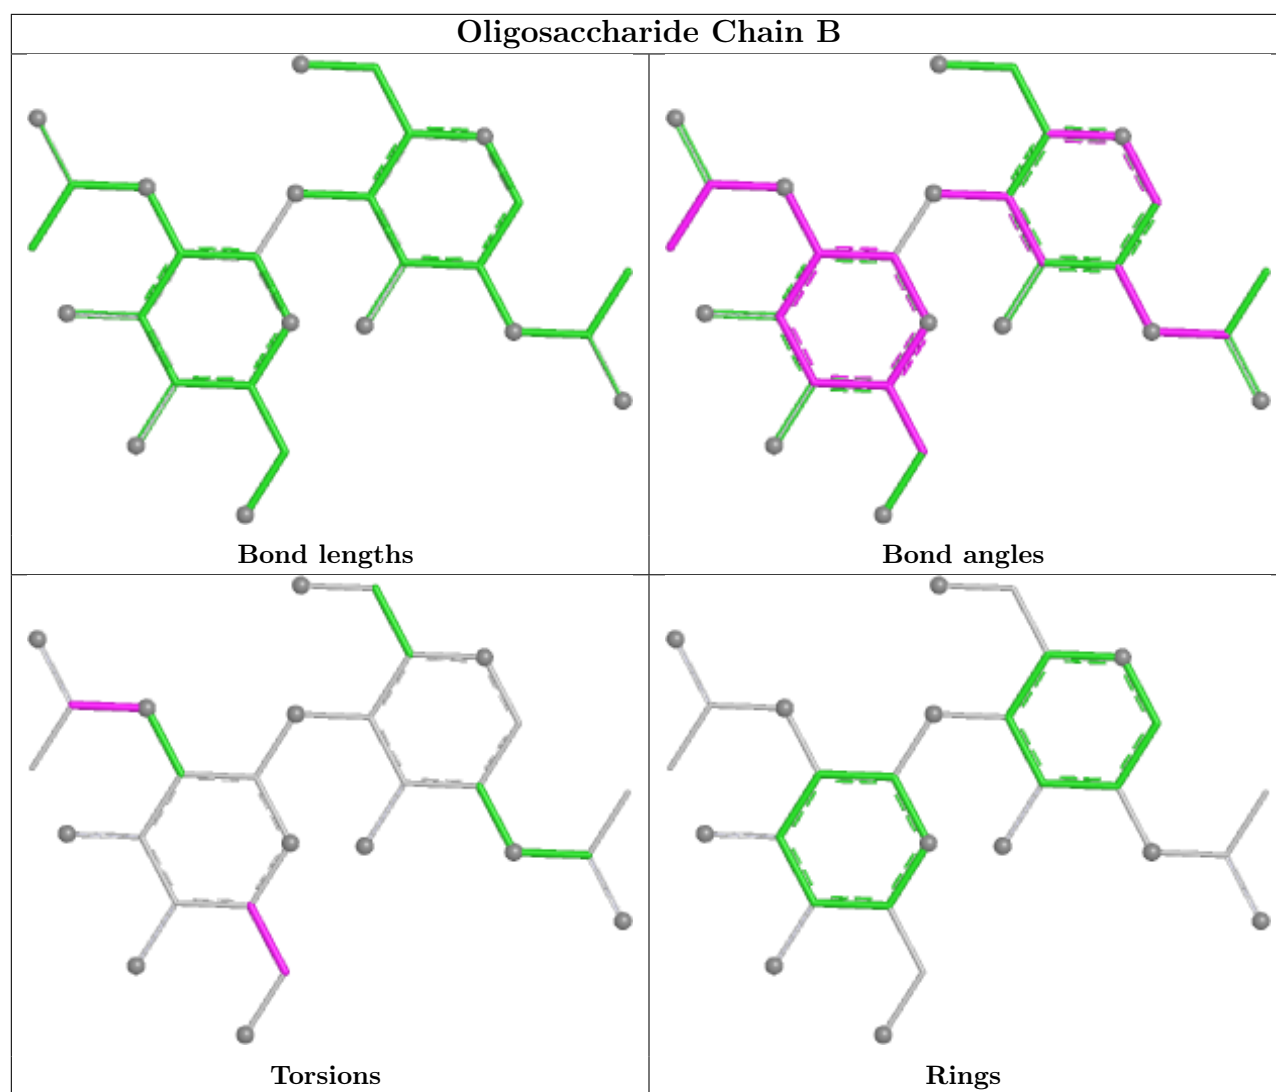 Oligosaccharide Chain B
Bond lengths
Bond angles
Torsions
Rings